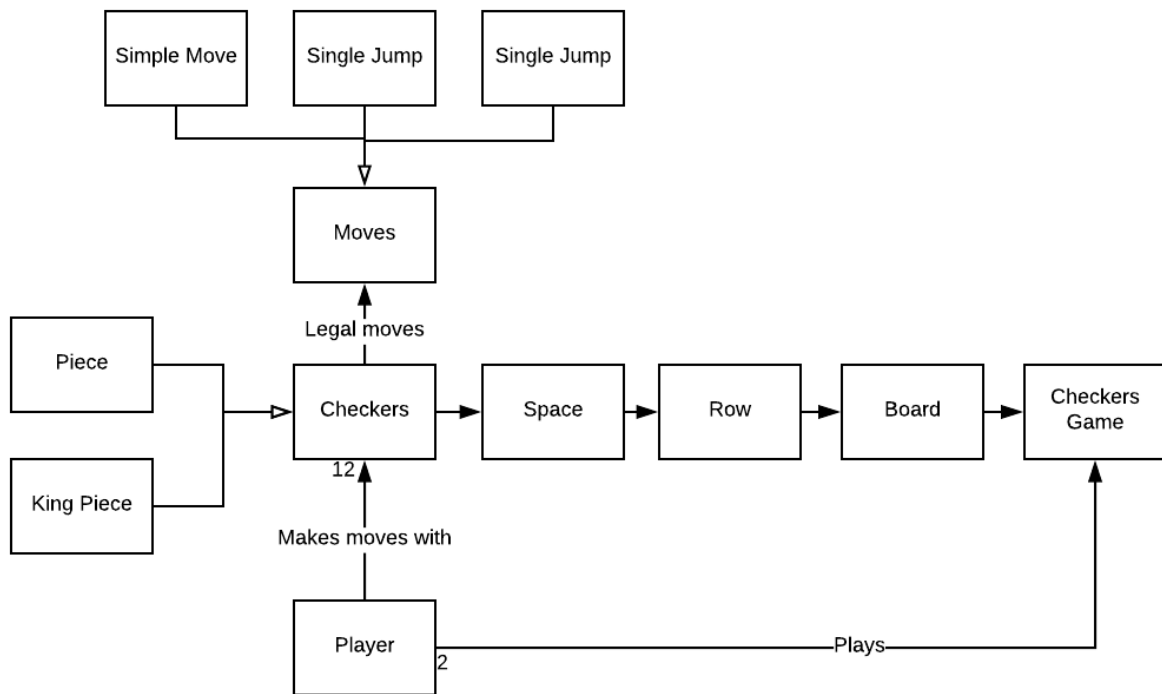 Simple Move
Single Jump
Single Jump
Moves
Legal moves
Piece
Checkers
Space
Row
Board
Checkers
Game
12
King Piece
Makes moves with
Player
2
Plays